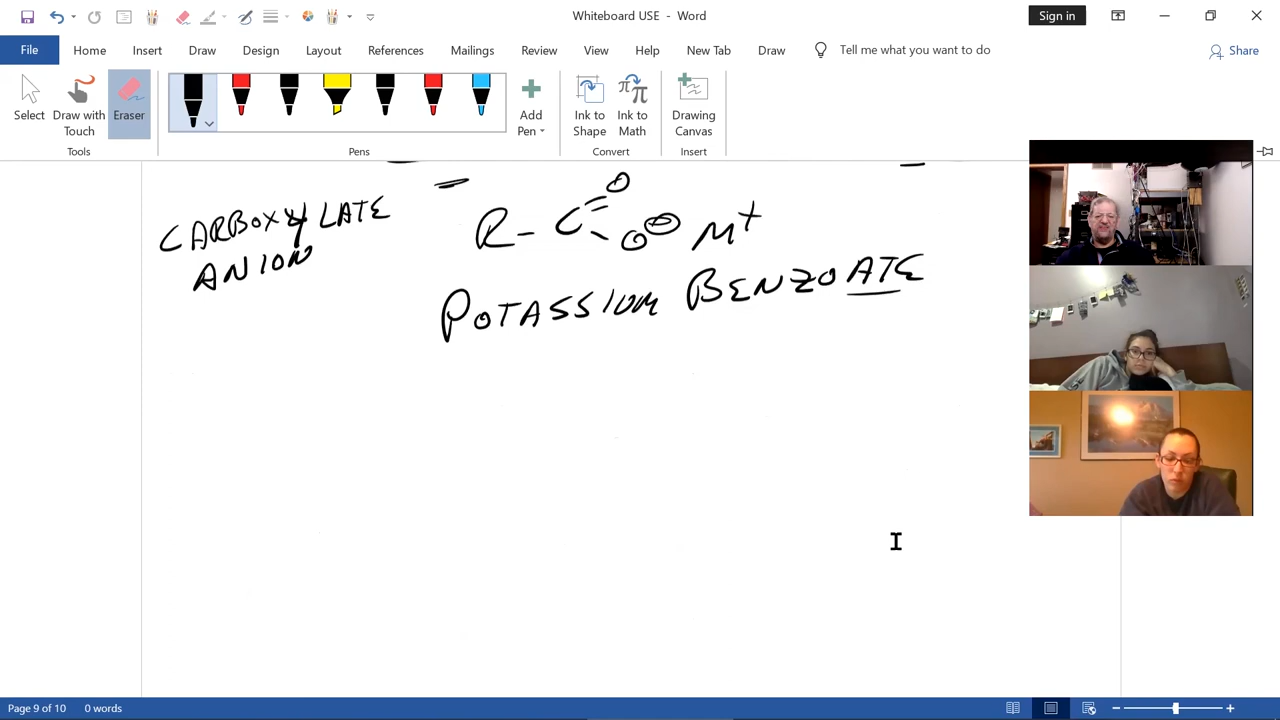 Whiteboard USE - Word
Sign in
File Home Insert Draw Design Layout References Mailings Review View Help New Tab Draw Tell me what you want to do Share
Select Draw with Touch Eraser Add Pen Ink to Shape Ink to Math Drawing Canvas
Tools Pens Convert Insert
CARBOXYLATE
ANION
R - C = O
O ⊖ M+
POTASSIUM BENZOATE
Page 9 of 10 0 words